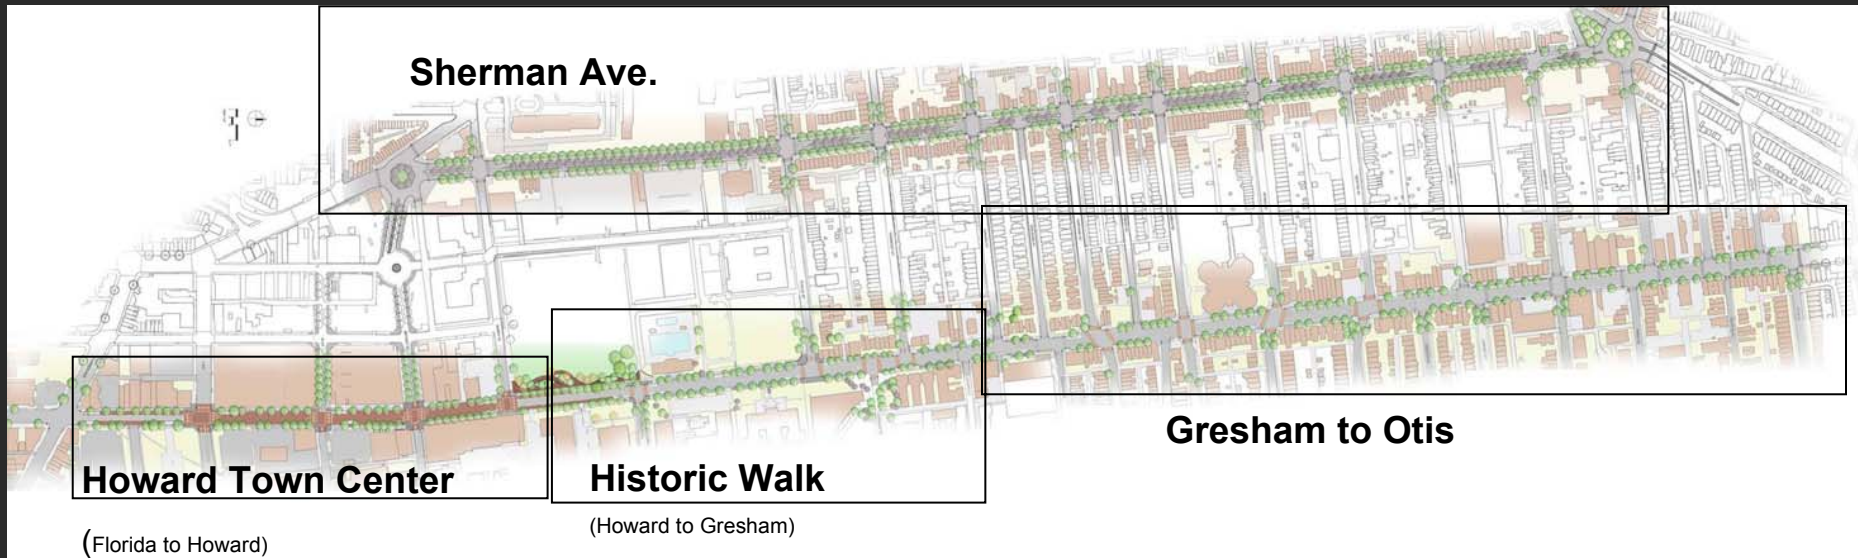 Sherman Ave.
Gresham to Otis
Howard Town Center
(Florida to Howard)
Historic Walk
(Howard to Gresham)